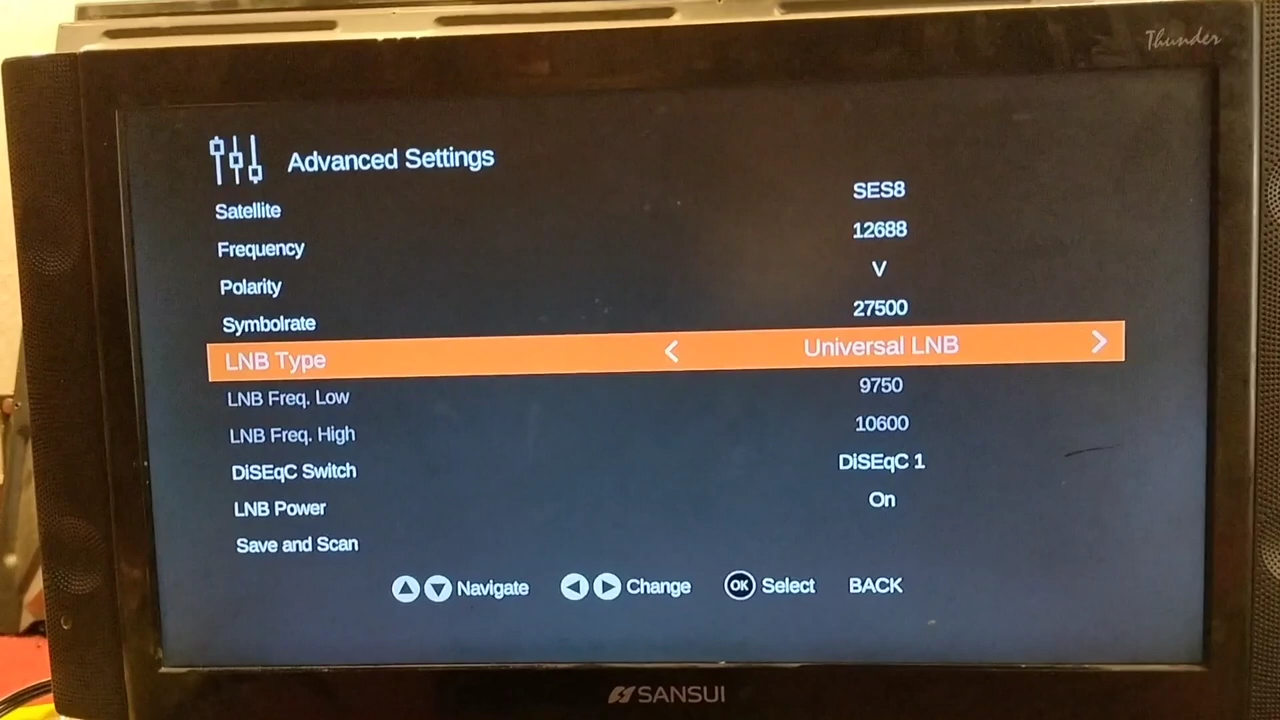 Thunder
Advanced Settings
Satellite SES8
Frequency 12688
Polarity V
Symbolrate 27500
LNB Type < Universal LNB >
LNB Freq. Low 9750
LNB Freq. High 10600
DiSEqC Switch DiSEqC 1
LNB Power On
Save and Scan
Navigate Change OK Select BACK
SANSUI